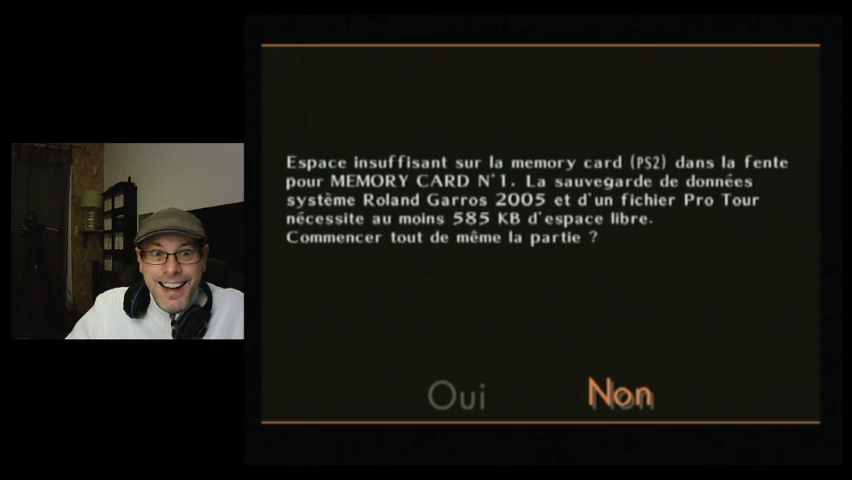 Espace insuffisant sur la memory card (PS2) dans la fente
pour MEMORY CARD N°1. La sauvegarde de données
système Roland Garros 2005 et d'un fichier Pro Tour
nécessite au moins 585 KB d'espace libre.
Commencer tout de même la partie ?
Oui Non